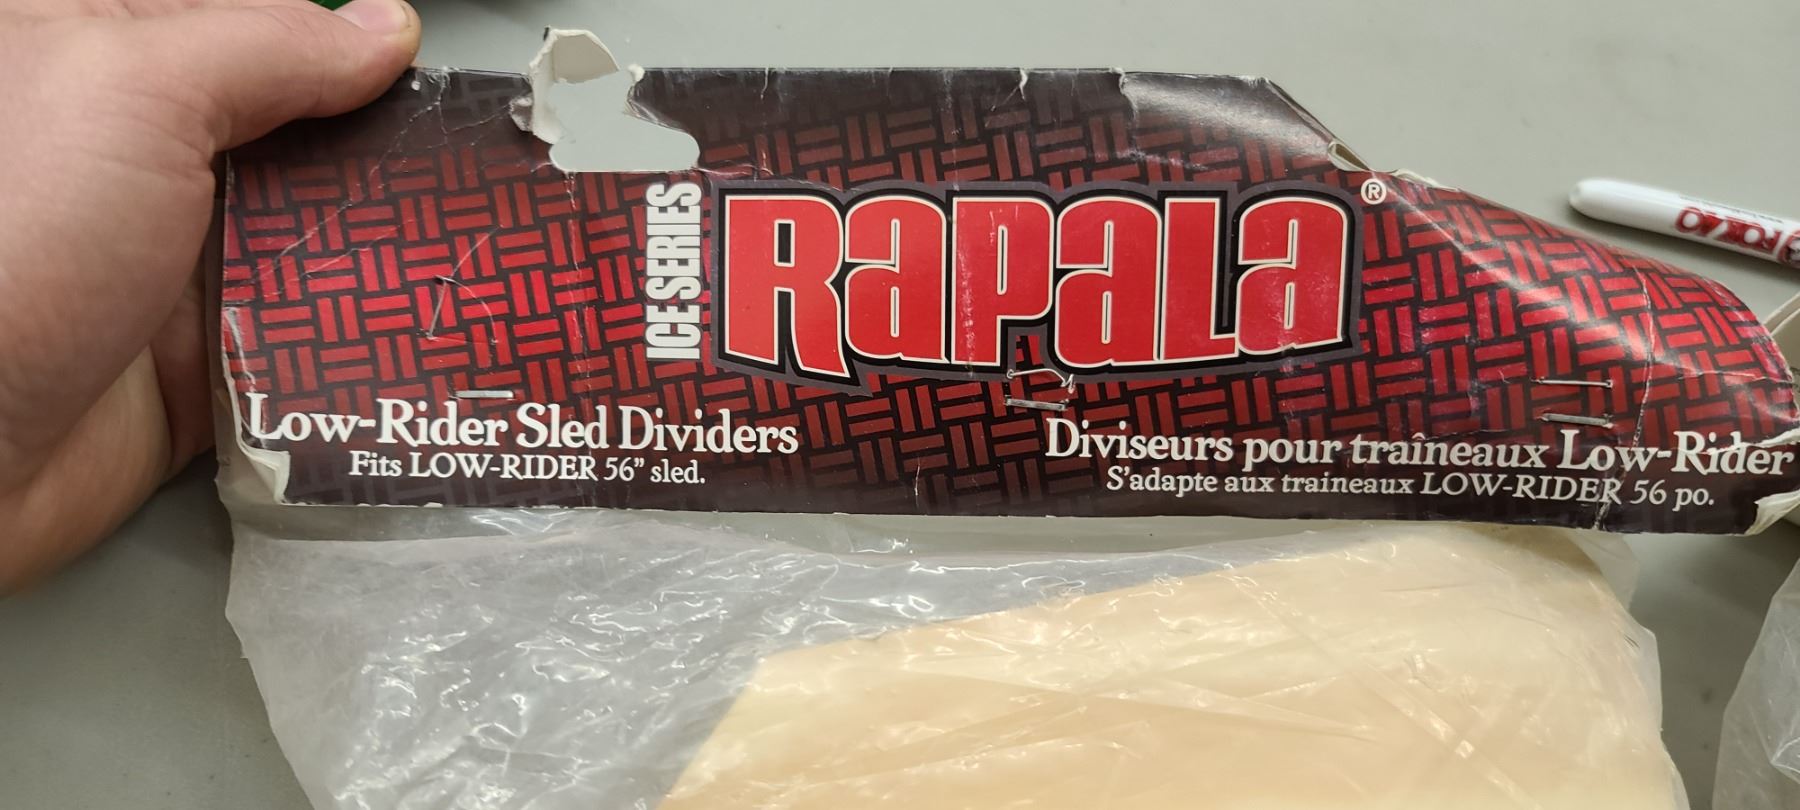 ICE SERIES
RAPALA®
Low-Rider Sled Dividers
Fits LOW-RIDER 56” sled.
Diviseurs pour traîneaux Low-Rider
S'adapte aux traineaux LOW-RIDER 56 po.